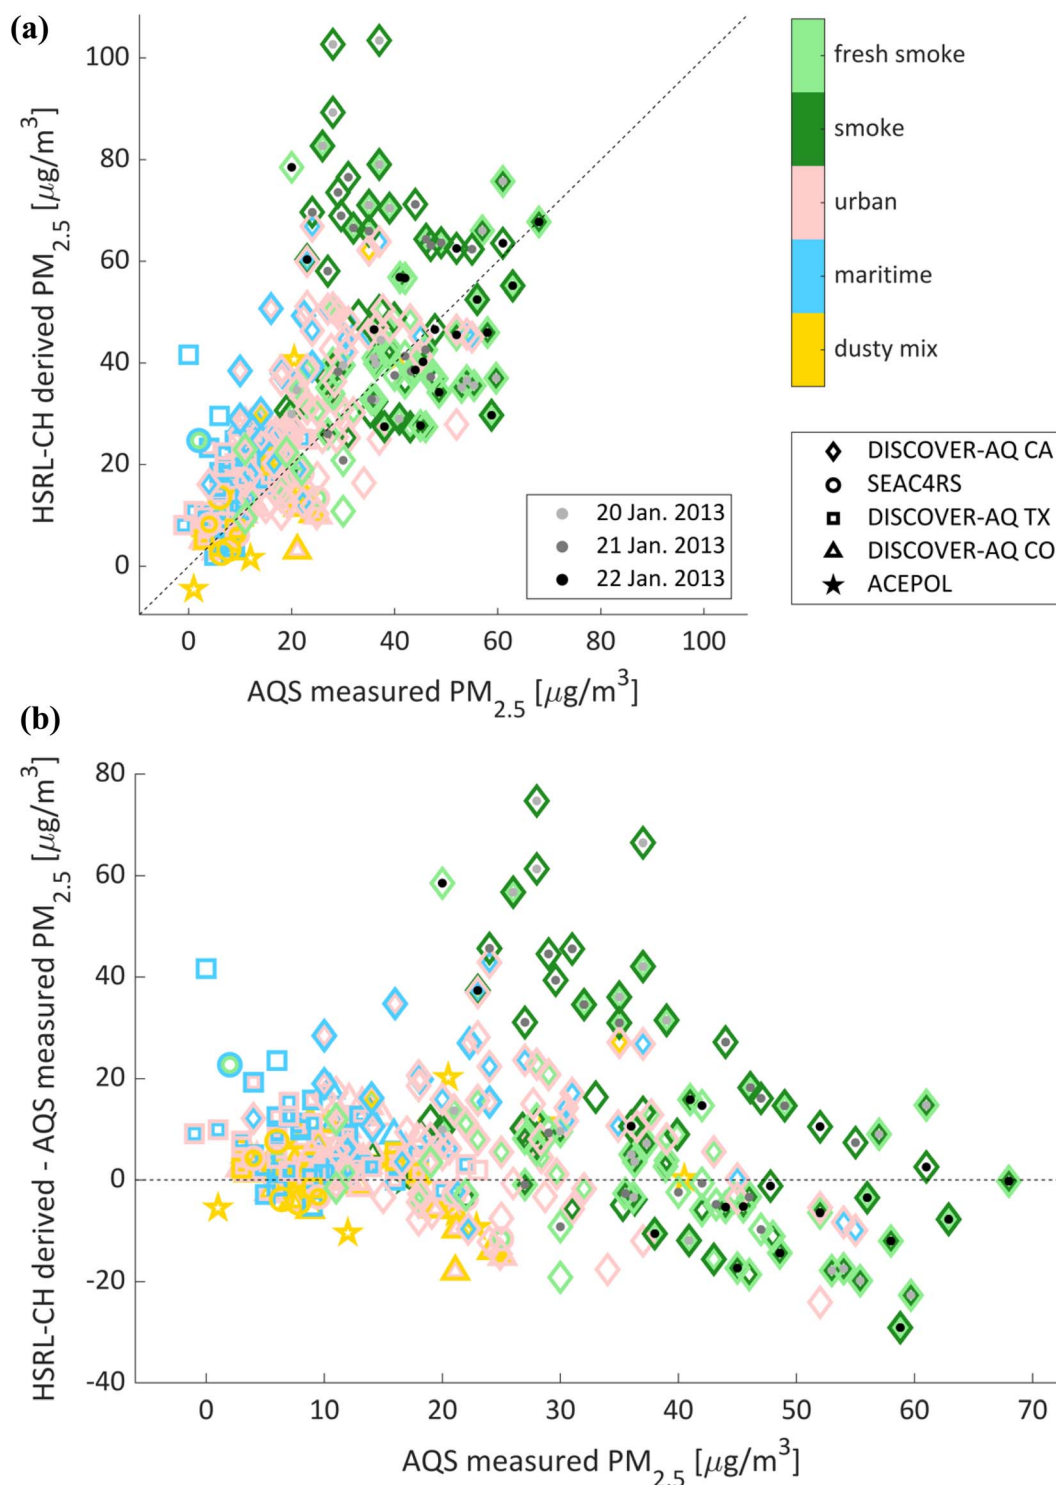 (a)
HSRL-CH derived PM2.5 [μg/m³]
100
80
60
40
20
0
0 20 40 60 80 100
AQS measured PM2.5 [μg/m³]
20 Jan. 2013
21 Jan. 2013
22 Jan. 2013
fresh smoke
smoke
urban
maritime
dusty mix
DISCOVER-AQ CA
SEAC4RS
DISCOVER-AQ TX
DISCOVER-AQ CO
ACEPOL
(b)
HSRL-CH derived - AQS measured PM2.5 [μg/m³]
80
60
40
20
0
-20
-40
0 10 20 30 40 50 60 70
AQS measured PM2.5 [μg/m³]